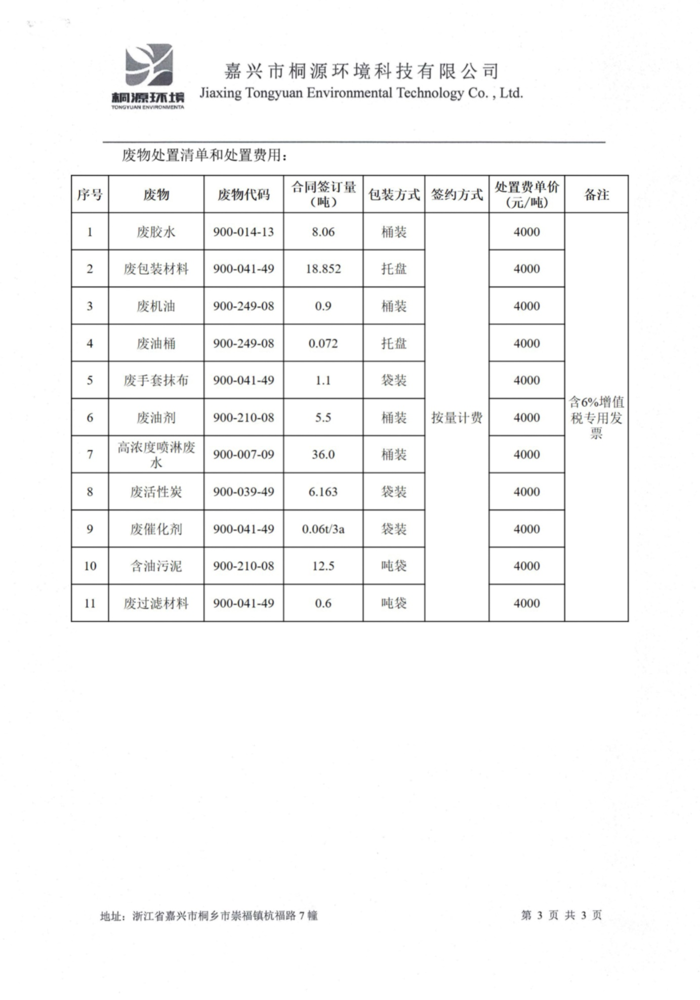 桐源环境
TONGYUAN ENVIRONMENTA
嘉兴市桐源环境科技有限公司
Jiaxing Tongyuan Environmental Technology Co. , Ltd.
废物处置清单和处置费用：
序号 废物 废物代码 合同签订量（吨） 包装方式 签约方式 处置费单价(元/吨) 备注
1 废胶水 900-014-13 8.06 桶装 4000
2 废包装材料 900-041-49 18.852 托盘 4000
3 废机油 900-249-08 0.9 桶装 4000
4 废油桶 900-249-08 0.072 托盘 4000
5 废手套抹布 900-041-49 1.1 袋装 4000
6 废油剂 900-210-08 5.5 桶装 按量计费 4000 含6%增值税专用发票
7 高浓度喷淋废水 900-007-09 36.0 桶装 4000
8 废活性炭 900-039-49 6.163 袋装 4000
9 废催化剂 900-041-49 0.06t/3a 袋装 4000
10 含油污泥 900-210-08 12.5 吨袋 4000
11 废过滤材料 900-041-49 0.6 吨袋 4000
地址：浙江省嘉兴市桐乡市崇福镇杭福路 7 幢 第 3 页 共 3 页